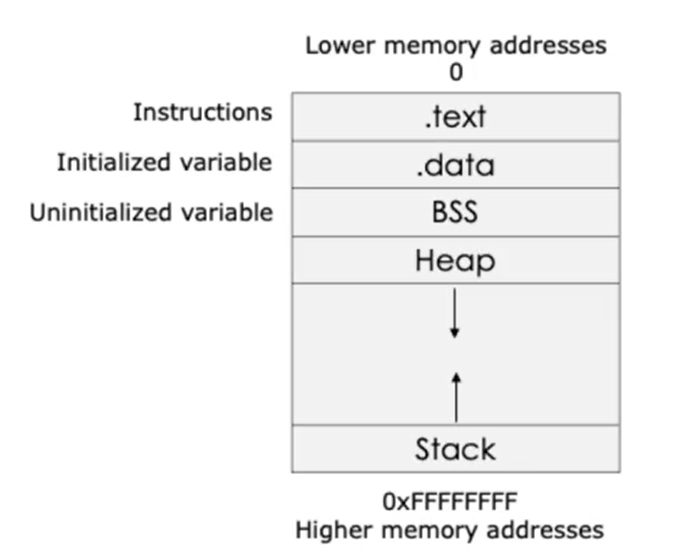 Lower memory addresses
0
Instructions
.text
Initialized variable
.data
Uninitialized variable
BSS
Heap
Stack
0xFFFFFFFF
Higher memory addresses